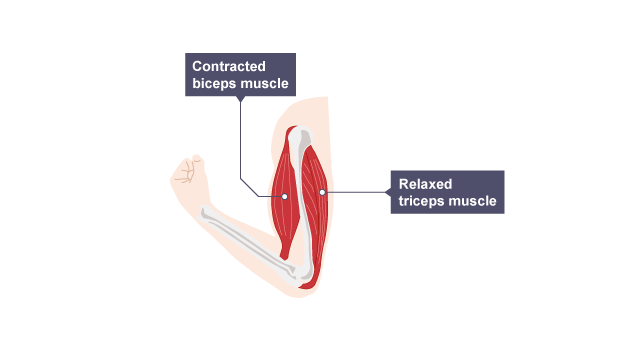 Contracted
biceps muscle
Relaxed
triceps muscle